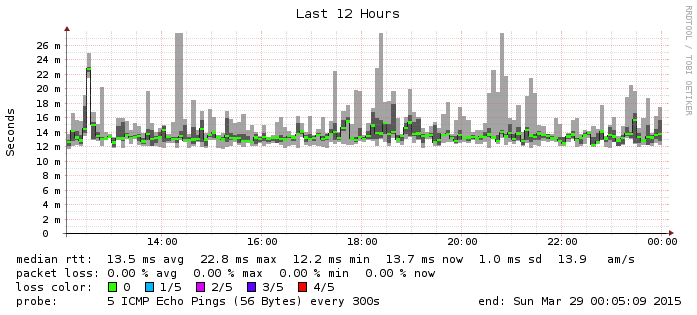 Last 12 Hours
RRDTOOL / TOBI OETIKER
Seconds
26 m
24 m
22 m
20 m
18 m
16 m
14 m
12 m
10 m
8 m
6 m
4 m
2 m
0
14:00 16:00 18:00 20:00 22:00 00:00
median rtt: 13.5 ms avg 22.8 ms max 12.2 ms min 13.7 ms now 1.0 ms sd 13.9 am/s
packet loss: 0.00 % avg 0.00 % max 0.00 % min 0.00 % now
loss color: 0 1/5 2/5 3/5 4/5
probe: 5 ICMP Echo Pings (56 Bytes) every 300s end: Sun Mar 29 00:05:09 2015